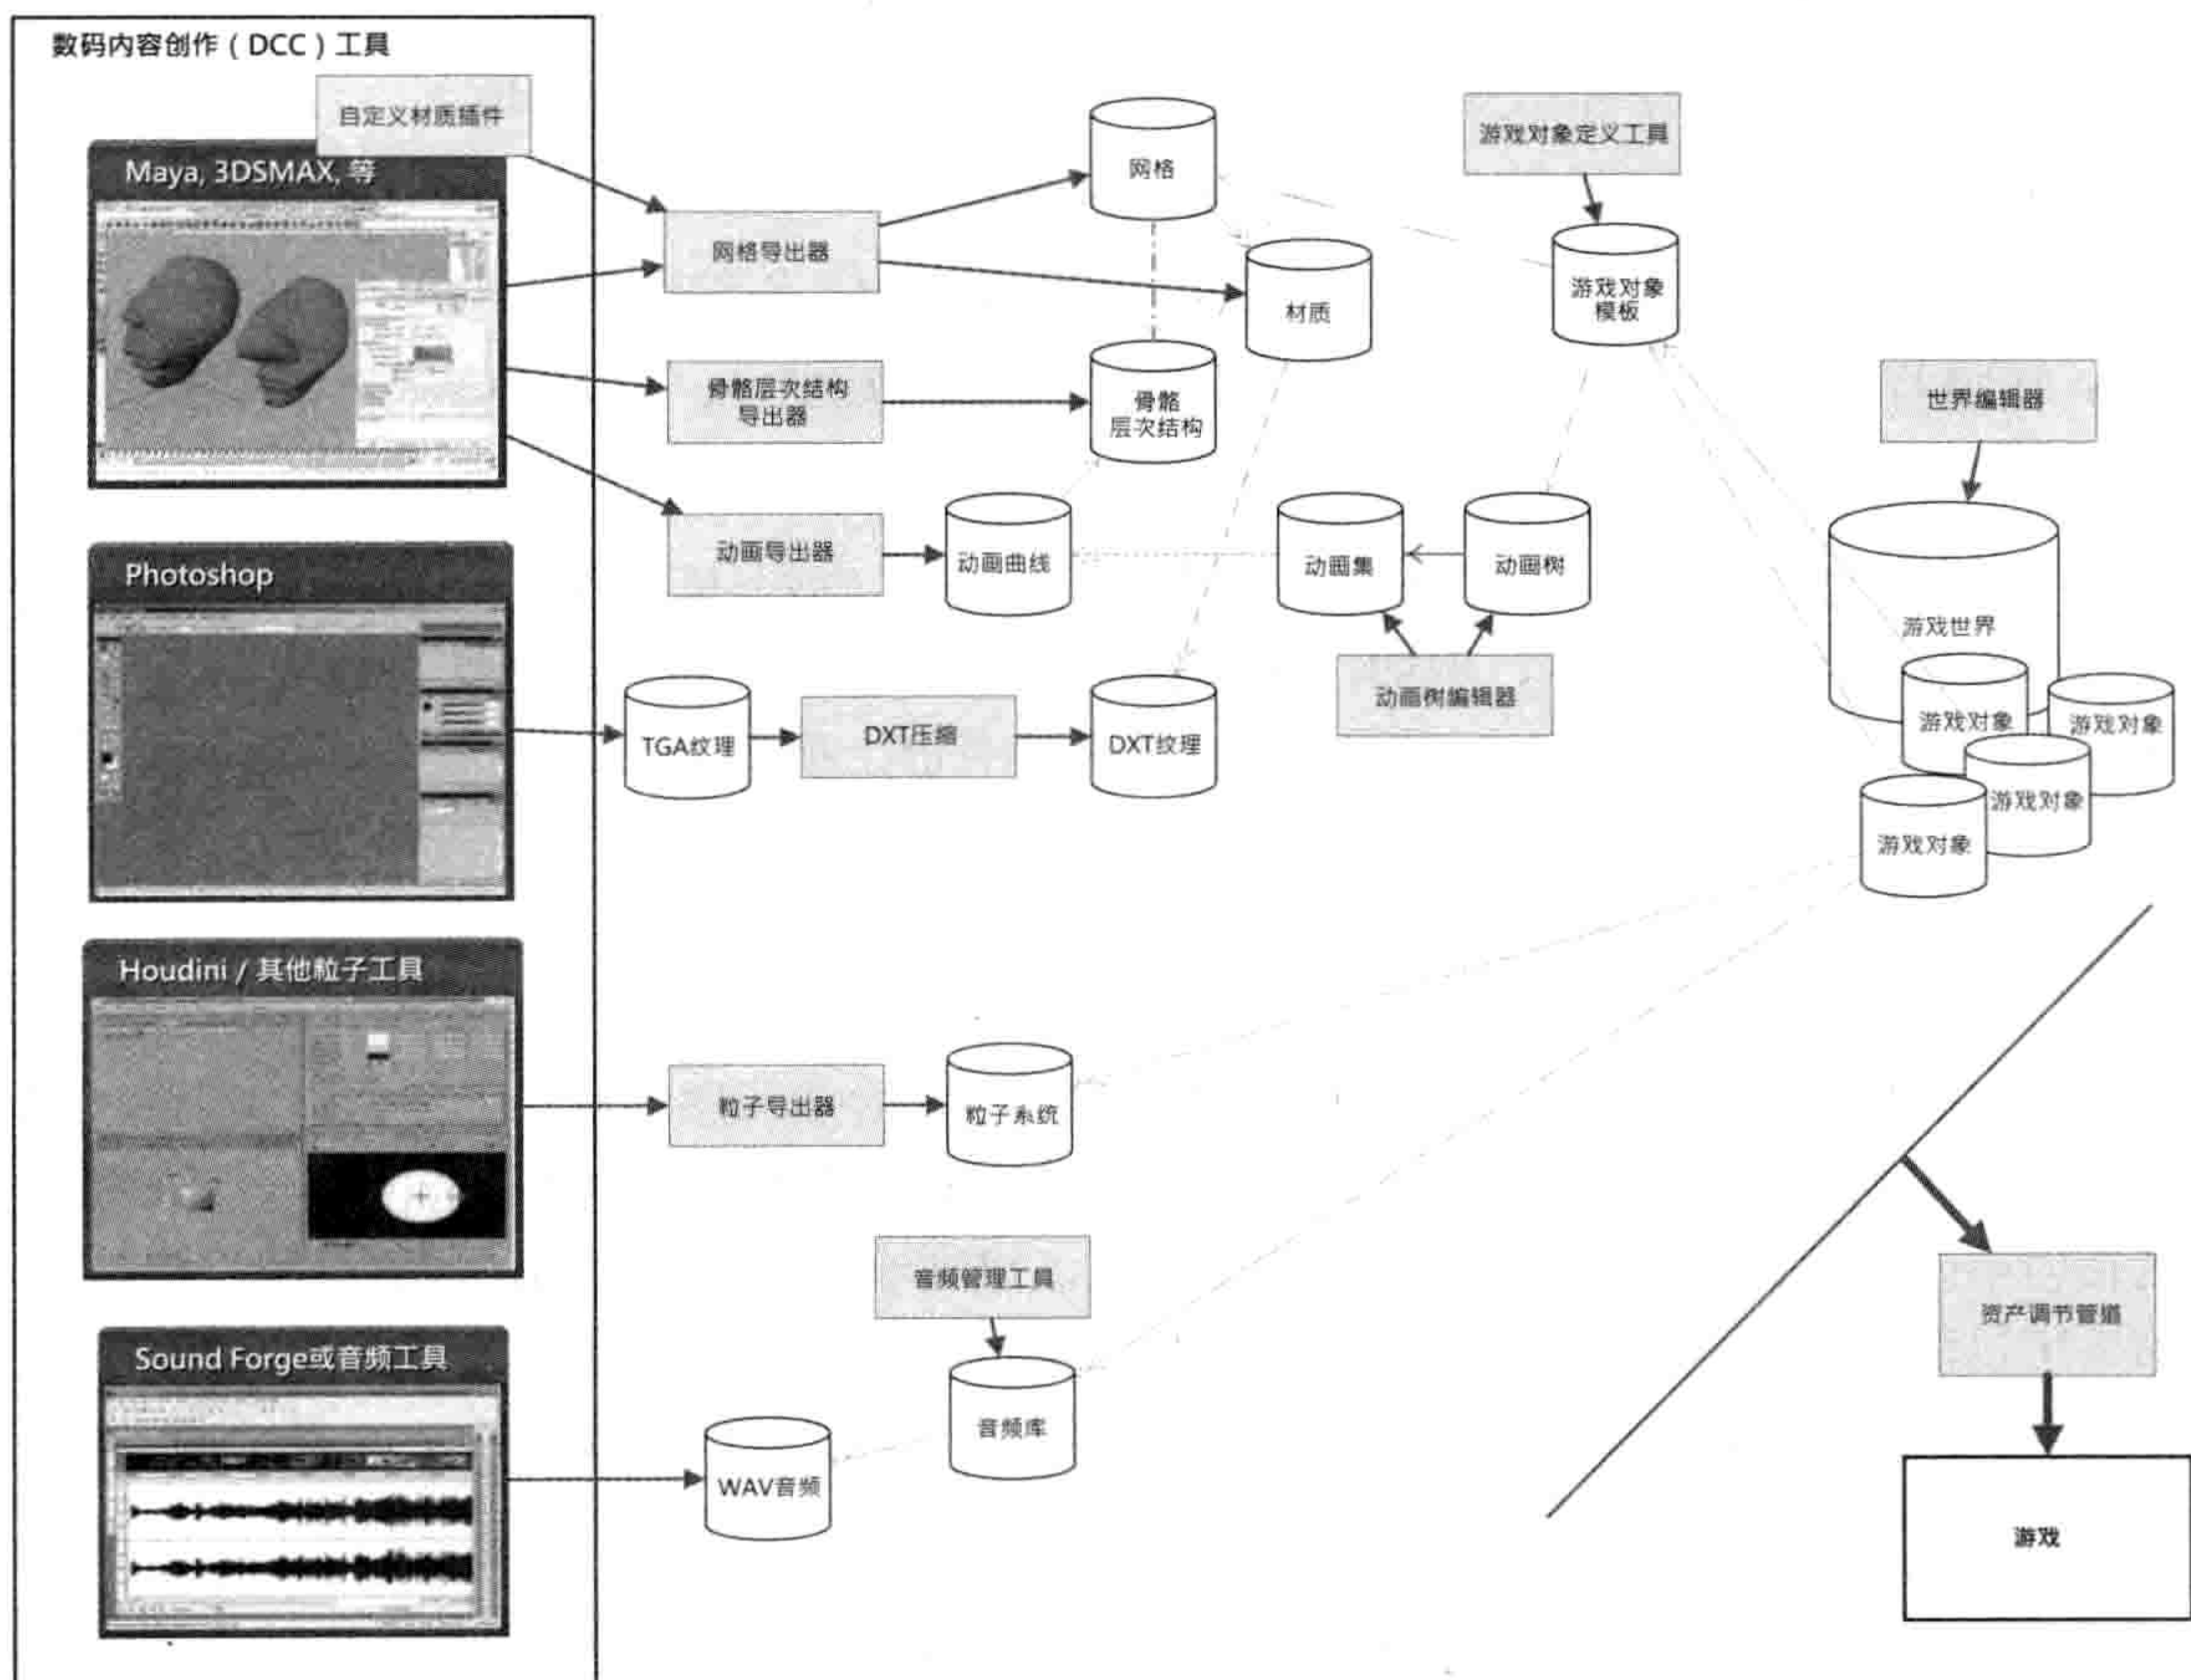 数码内容创作（DCC）工具
自定义材质插件
Maya, 3DSMAX, 等
网格导出器
网格
材质
游戏对象定义工具
游戏对象
模板
骨骼层次结构
导出器
骨骼
层次结构
世界编辑器
动画导出器
动画曲线
动画集
动画树
动画树编辑器
Photoshop
TGA纹理
DXT压缩
DXT纹理
游戏世界
游戏对象
游戏对象
游戏对象
游戏对象
Houdini / 其他粒子工具
粒子导出器
粒子系统
音频管理工具
音频库
Sound Forge或音频工具
WAV音频
资产调节管道
游戏